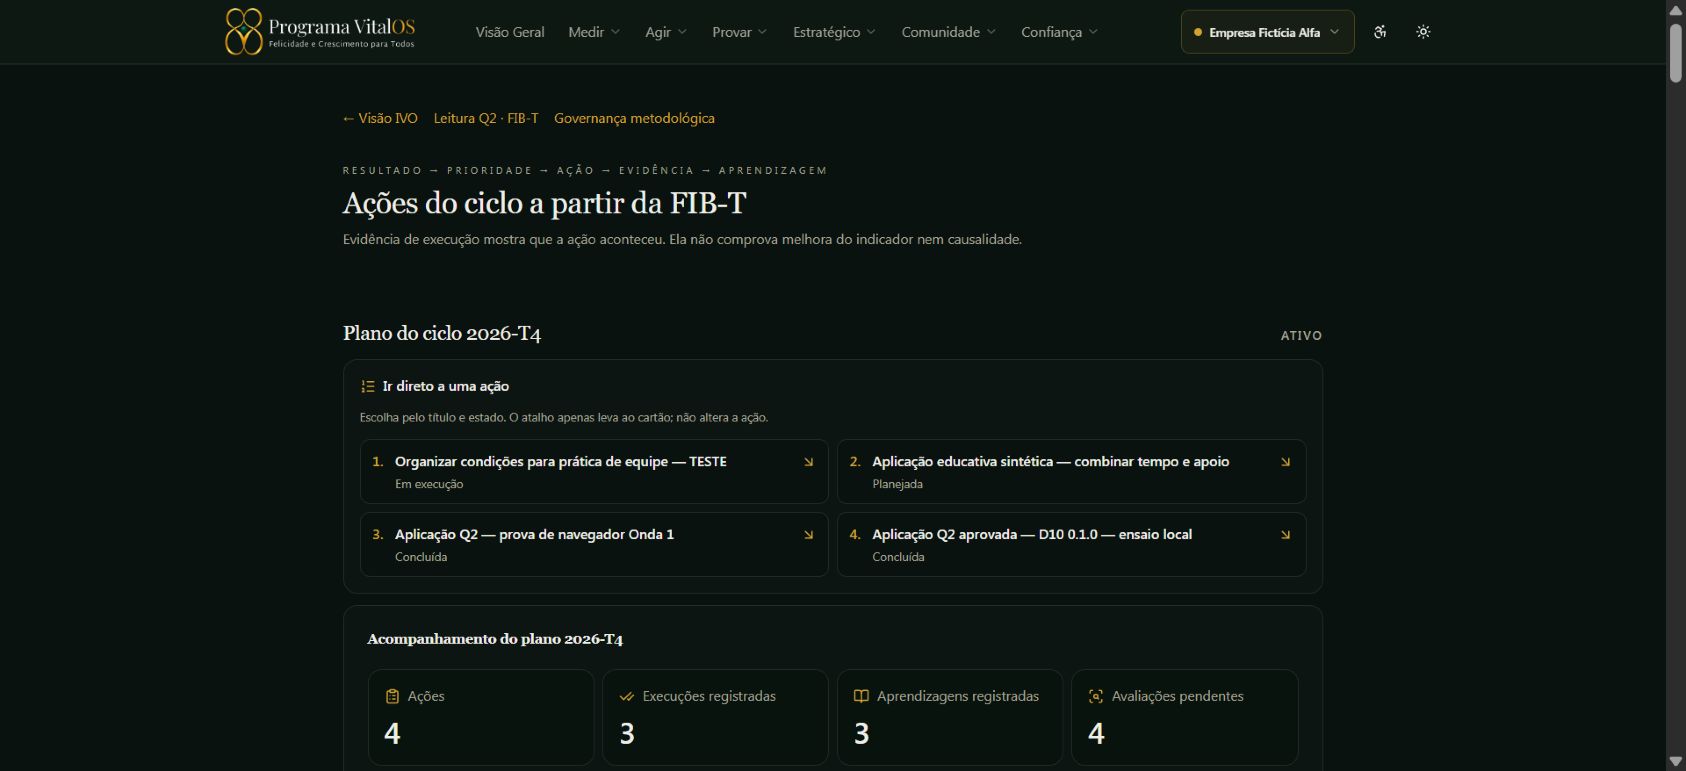 Programa VitalOS
Felicidade e Crescimento para Todos
Visão Geral
Medir
Agir
Provar
Estratégico
Comunidade
Confiança
Empresa Fictícia Alfa
← Visão IVO
Leitura Q2 · FIB-T
Governança metodológica
RESULTADO → PRIORIDADE → AÇÃO → EVIDÊNCIA → APRENDIZAGEM
Ações do ciclo a partir da FIB-T
Evidência de execução mostra que a ação aconteceu. Ela não comprova melhora do indicador nem causalidade.
Plano do ciclo 2026-T4
ATIVO
Ir direto a uma ação
Escolha pelo título e estado. O atalho apenas leva ao cartão; não altera a ação.
1. Organizar condições para prática de equipe — TESTE
Em execução
2. Aplicação educativa sintética — combinar tempo e apoio
Planejada
3. Aplicação Q2 — prova de navegador Onda 1
Concluída
4. Aplicação Q2 aprovada — D10 0.1.0 — ensaio local
Concluída
Acompanhamento do plano 2026-T4
Ações
4
Execuções registradas
3
Aprendizagens registradas
3
Avaliações pendentes
4